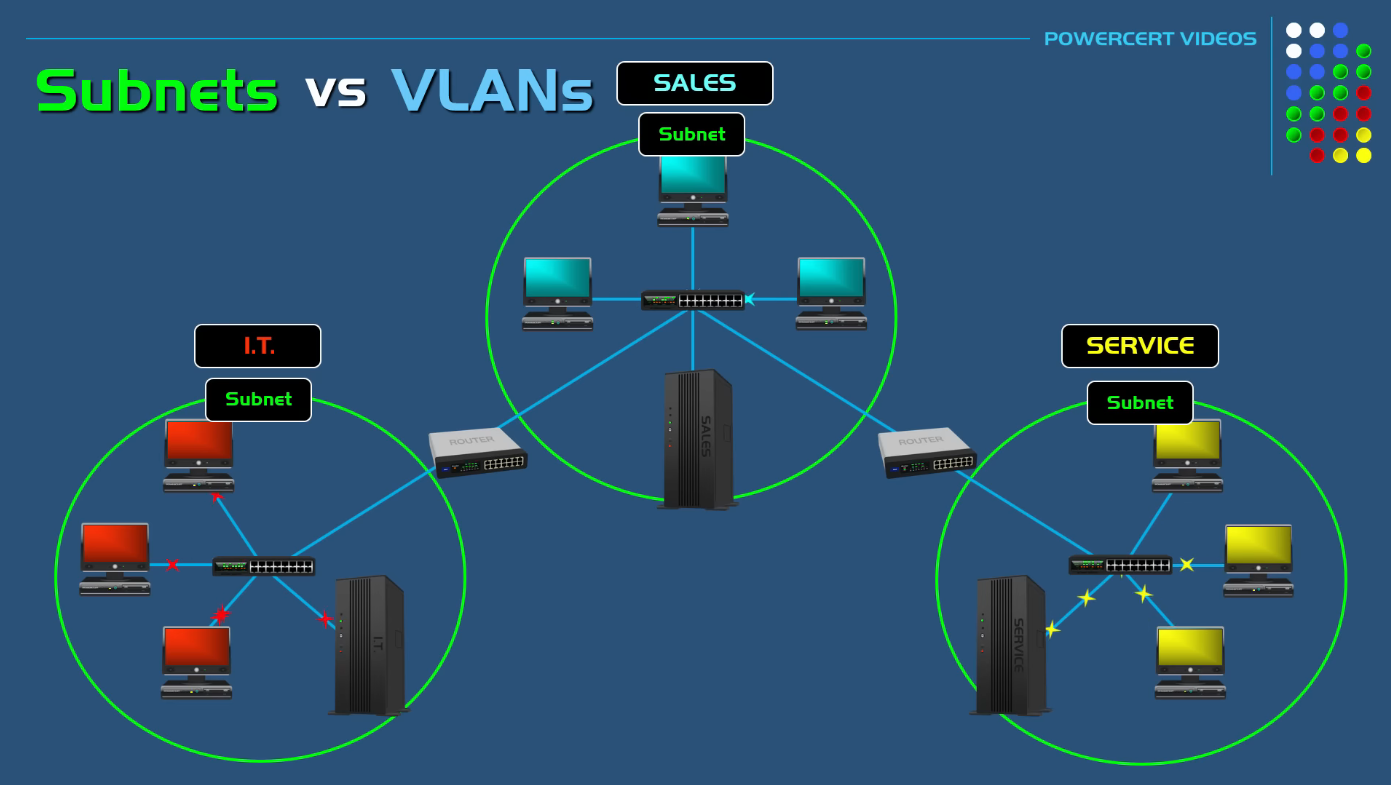 POWERCERT VIDEOS
Subnets vs VLANs
SALES
Subnet
SALES
I.T.
Subnet
ROUTER
I.T
ROUTER
SERVICE
Subnet
SERVICE